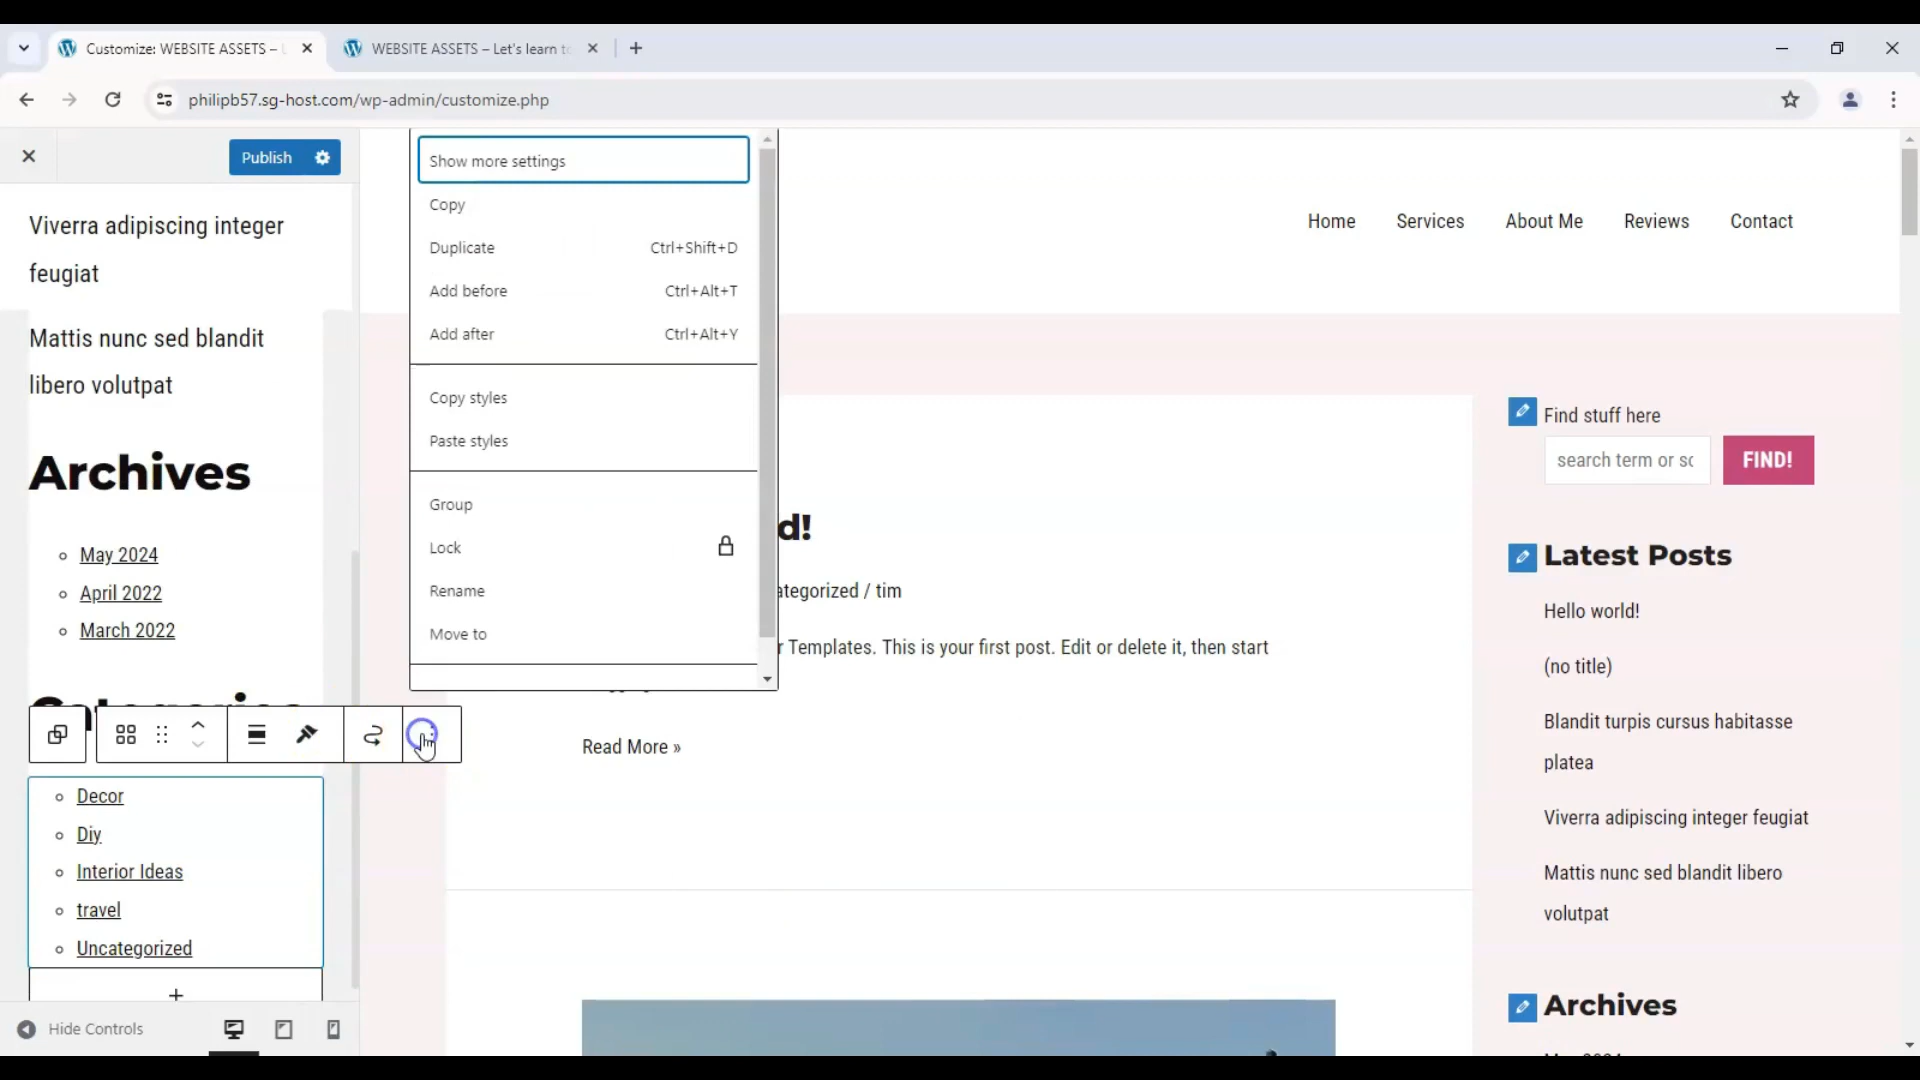 Customize: WEBSITE ASSETS –
WEBSITE ASSETS – Let's learn to
philipb57.sg-host.com/wp-admin/customize.php
Publish
Viverra adipiscing integer
feugiat
Mattis nunc sed blandit
libero volutpat
Archives
May 2024
April 2022
March 2022
Decor
Diy
Interior Ideas
travel
Uncategorized
+
Hide Controls
Show more settings
Copy
Duplicate Ctrl+Shift+D
Add before Ctrl+Alt+T
Add after Ctrl+Alt+Y
Copy styles
Paste styles
Group
Lock
Rename
Move to
Home Services About Me Reviews Contact
d!
ategorized / tim
r Templates. This is your first post. Edit or delete it, then start
Read More »
Find stuff here
search term or sc FIND!
Latest Posts
Hello world!
(no title)
Blandit turpis cursus habitasse
platea
Viverra adipiscing integer feugiat
Mattis nunc sed blandit libero
volutpat
Archives